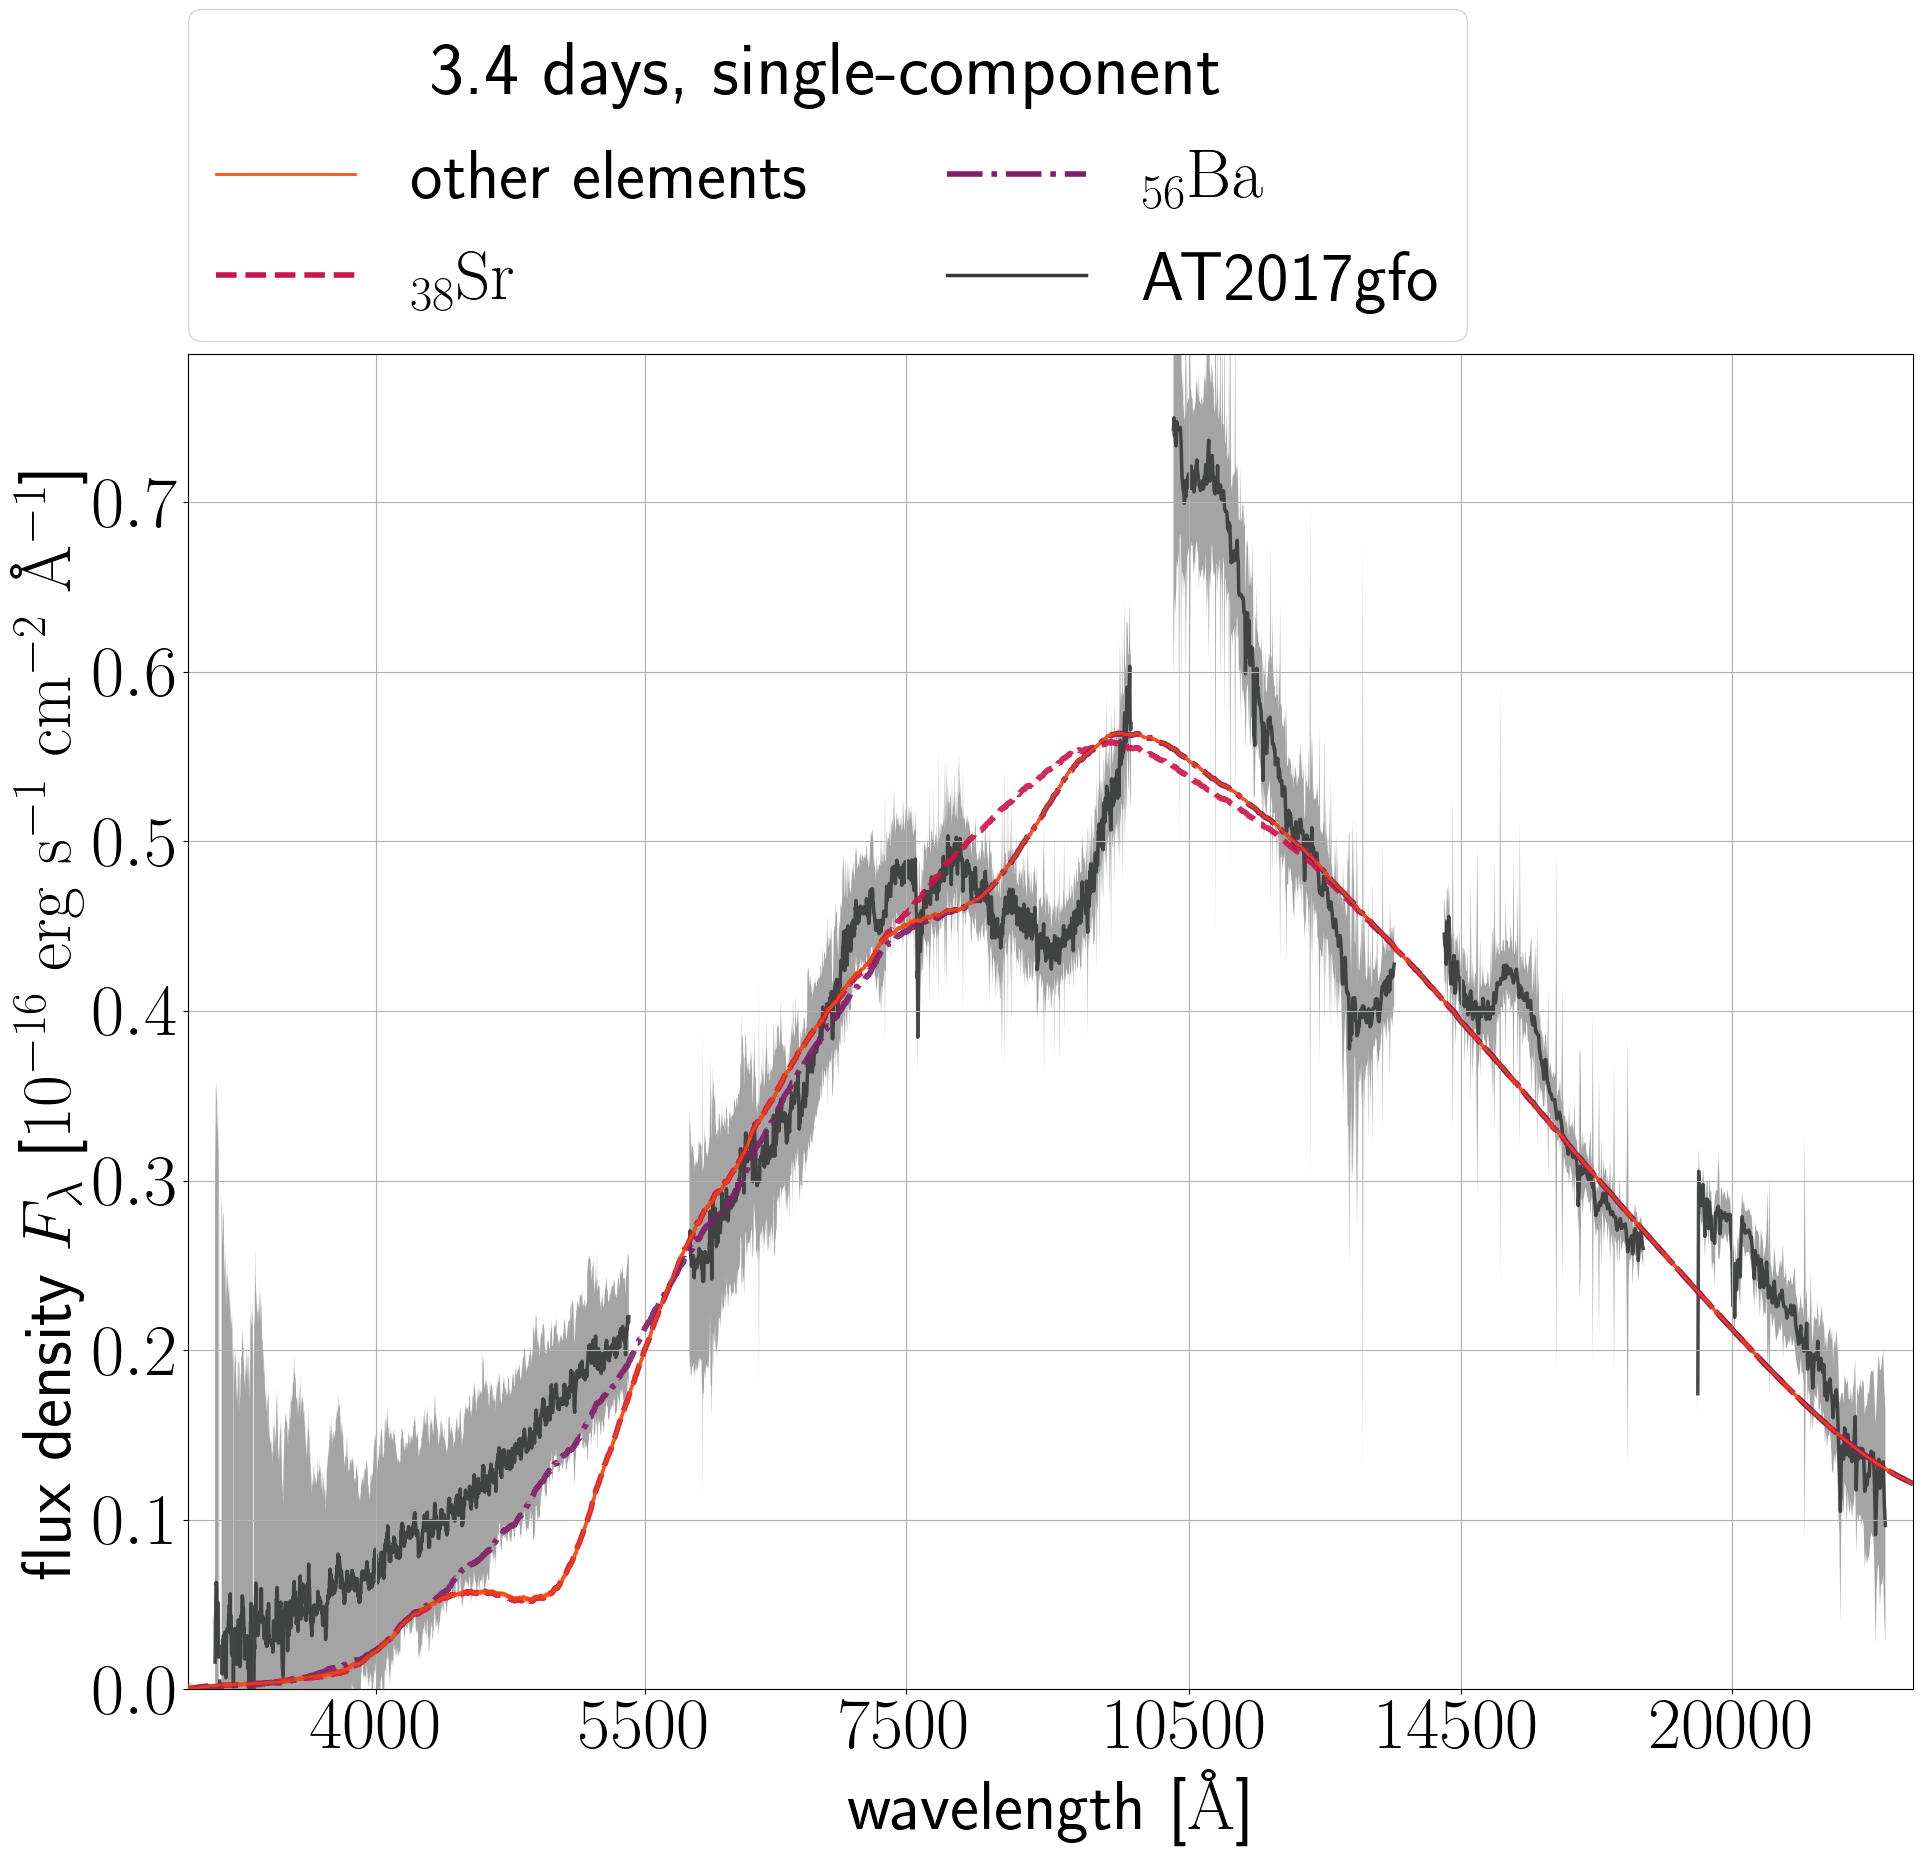 3.4 days, single-component
other elements
₃₈Sr
₅₆Ba
AT2017gfo
flux density F_λ [10⁻¹⁶ erg s⁻¹ cm⁻² Å⁻¹]
0.7
0.6
0.5
0.4
0.3
0.2
0.1
0.0
4000 5500 7500 10500 14500 20000
wavelength [Å]